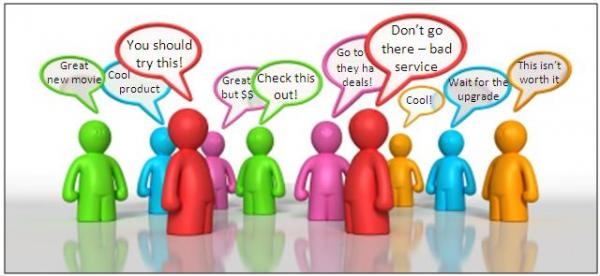 Great
new movie
Cool
product
You should
try this!
Great
but $$
Check this
out!
Go to
they ha
deals!
Don't go
there – bad
service
Cool!
Wait for the
upgrade
This isn't
worth it